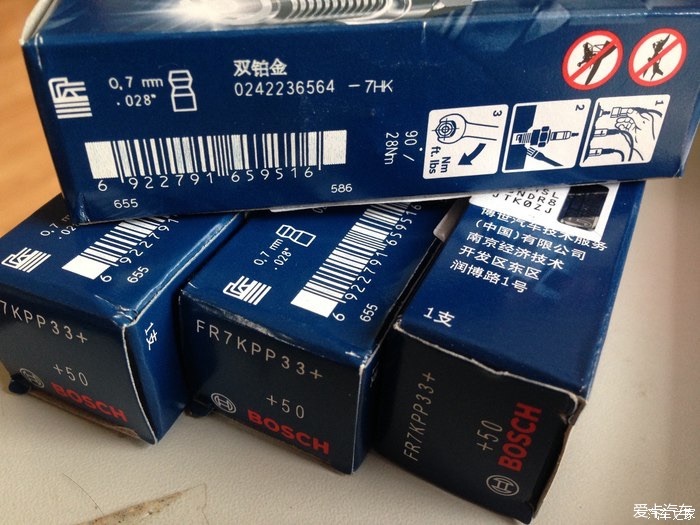 0,7 mm
.028"
双铂金
0242236564 -7HK
6 922791 659516
655
586
90°/
28Nm
3
Nm
ft. lbs
2
1
0,7 mm
.028"
6 922791
655
FR7KPP33+
+50
BOSCH
1支
0,7 mm
.028"
6 922791 659516
655
FR7KPP33+
+50
BOSCH
NDR8
JTK0ZJ
博世汽车技术服务
(中国)有限公司
南京经济技术
开发区东区
润博路1号
1支
FR7KPP33+
+50
BOSCH
爱卡汽车